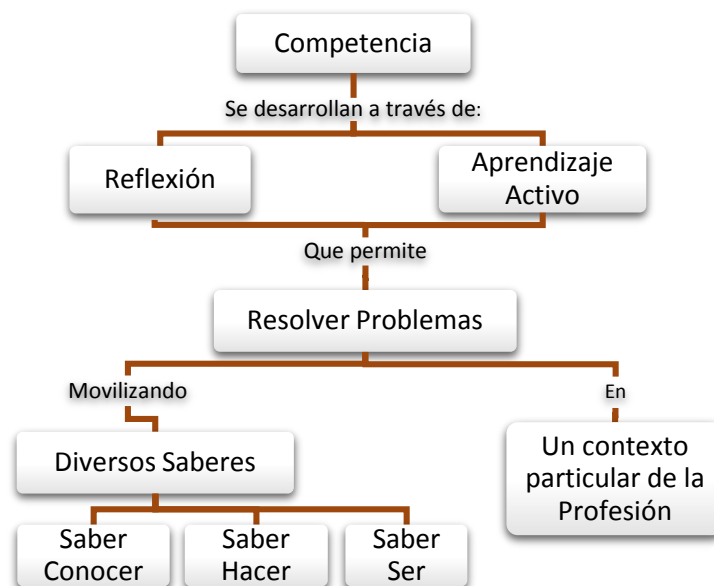 Competencia
Se desarrollan a través de:
Reflexión
Aprendizaje
Activo
Que permite
Resolver Problemas
Movilizando
En
Diversos Saberes
Un contexto
particular de la
Profesión
Saber
Conocer
Saber
Hacer
Saber
Ser